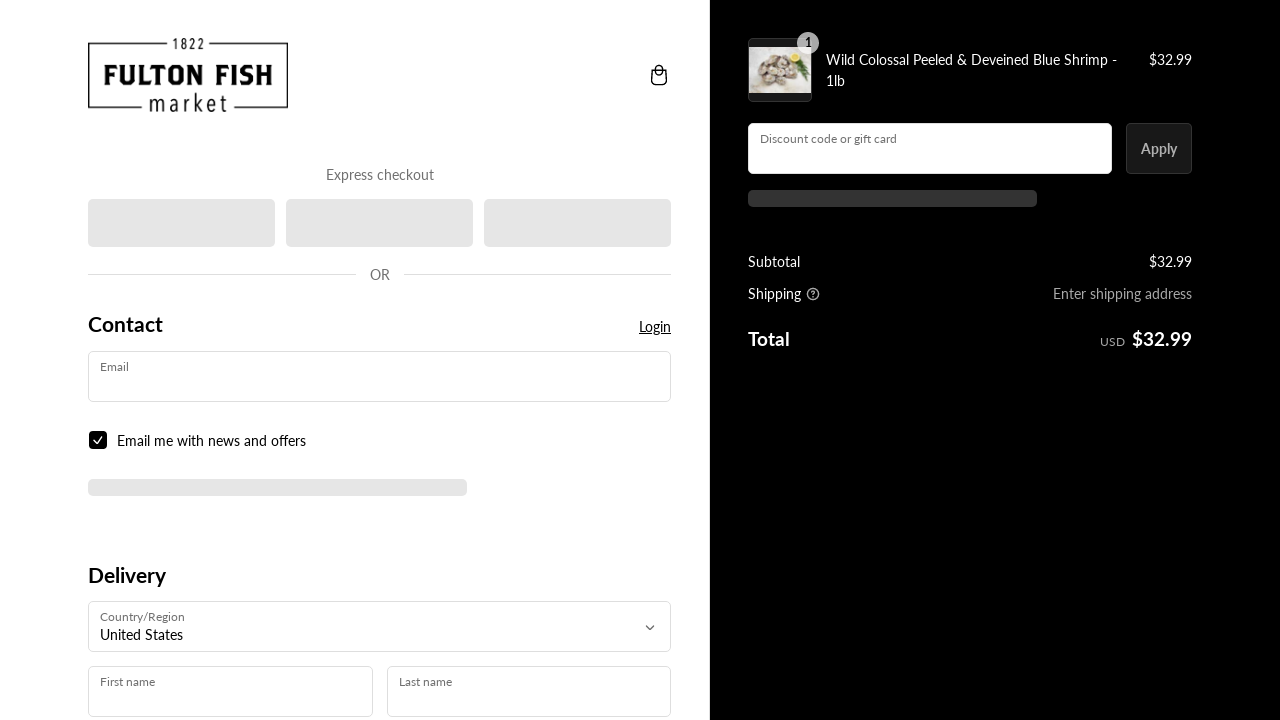 1822
FULTON FISH
market
Express checkout
OR
Contact
Login
Email
Email me with news and offers
Delivery
Country/Region
United States
First name
Last name
1
Wild Colossal Peeled & Deveined Blue Shrimp -
1lb
$32.99
Discount code or gift card
Apply
Subtotal
$32.99
Shipping
Enter shipping address
Total
USD $32.99